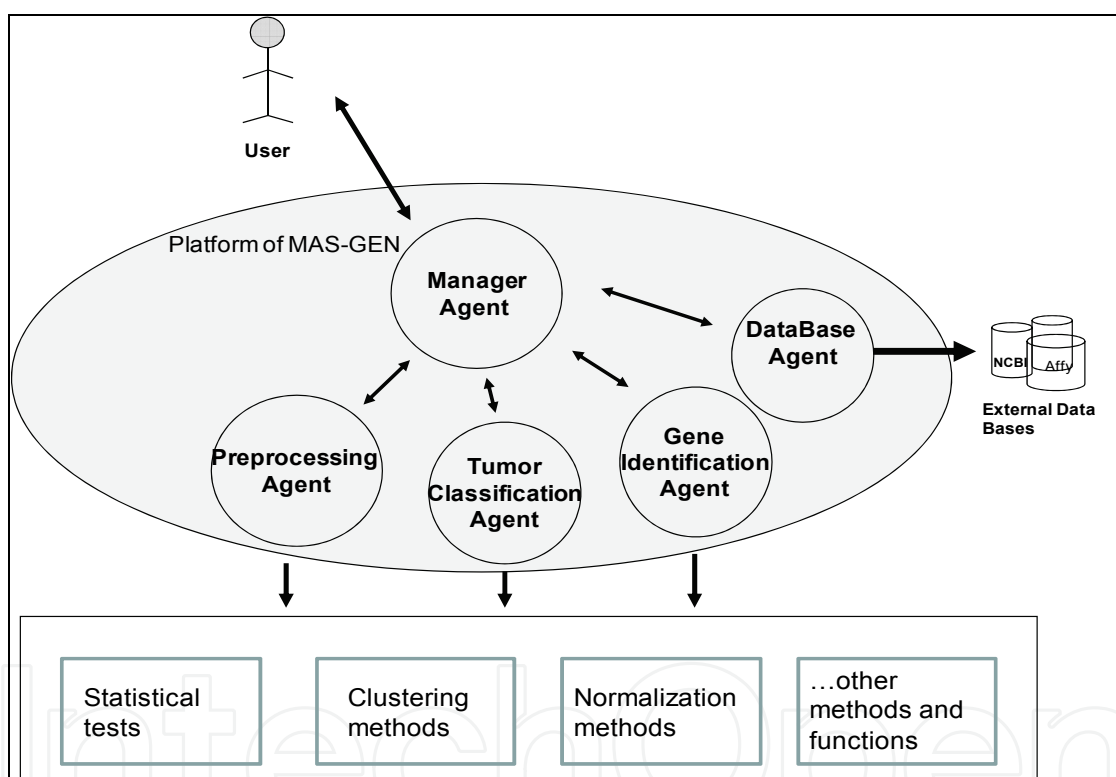 User
Platform of MAS-GEN
Manager
Agent
DataBase
Agent
NCBI
Affy
External Data
Bases
Preprocessing
Agent
Tumor
Classification
Agent
Gene
Identification
Agent
Statistical
tests
Clustering
methods
Normalization
methods
…other
methods and
functions
IntechOpen